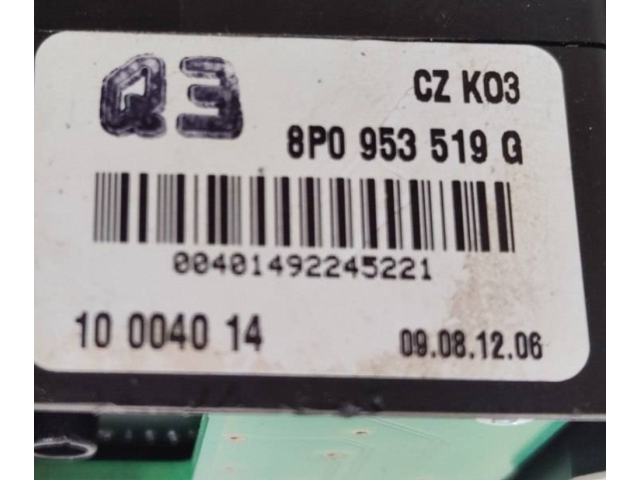 Q3
CZ K03
8P0 953 519 G
00401492245221
10 0040 14
09.08.12.06